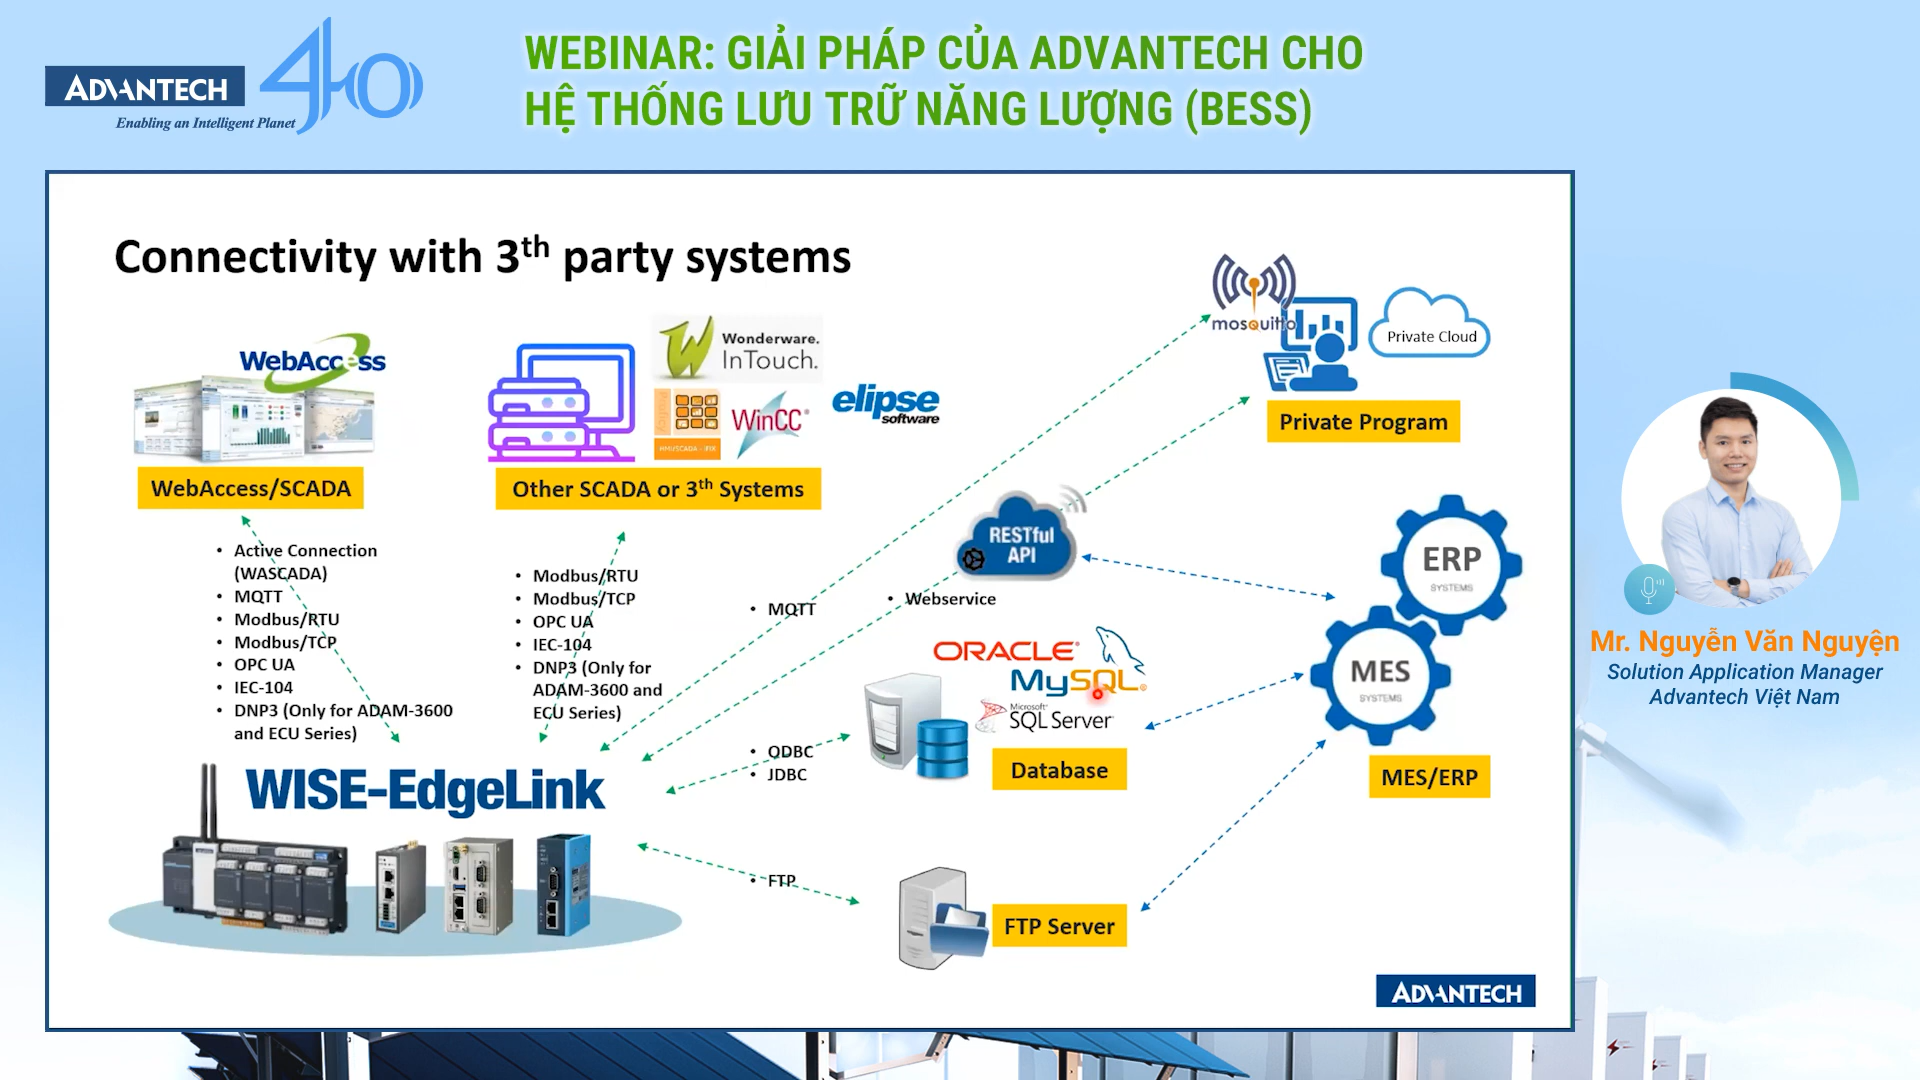 ADVANTECH
Enabling an Intelligent Planet
40
WEBINAR: GIẢI PHÁP CỦA ADVANTECH CHO
HỆ THỐNG LƯU TRỮ NĂNG LƯỢNG (BESS)
Connectivity with 3th party systems
WebAccess
WebAccess/SCADA
Wonderware.
InTouch.
WinCC
elipse
software
HMI/SCADA - iFIX
Other SCADA or 3th Systems
mosquitto
Private Cloud
Private Program
• Active Connection
(WASCADA)
• MQTT
• Modbus/RTU
• Modbus/TCP
• OPC UA
• IEC-104
• DNP3 (Only for ADAM-3600
and ECU Series)
• Modbus/RTU
• Modbus/TCP
• OPC UA
• IEC-104
• DNP3 (Only for
ADAM-3600 and
ECU Series)
• MQTT
• Webservice
RESTful
API
ORACLE
MySQL
Microsoft
SQL Server
• ODBC
• JDBC
Database
• FTP
FTP Server
ERP
SYSTEMS
MES
SYSTEMS
MES/ERP
WISE-EdgeLink
ADVANTECH
Mr. Nguyễn Văn Nguyện
Solution Application Manager
Advantech Việt Nam